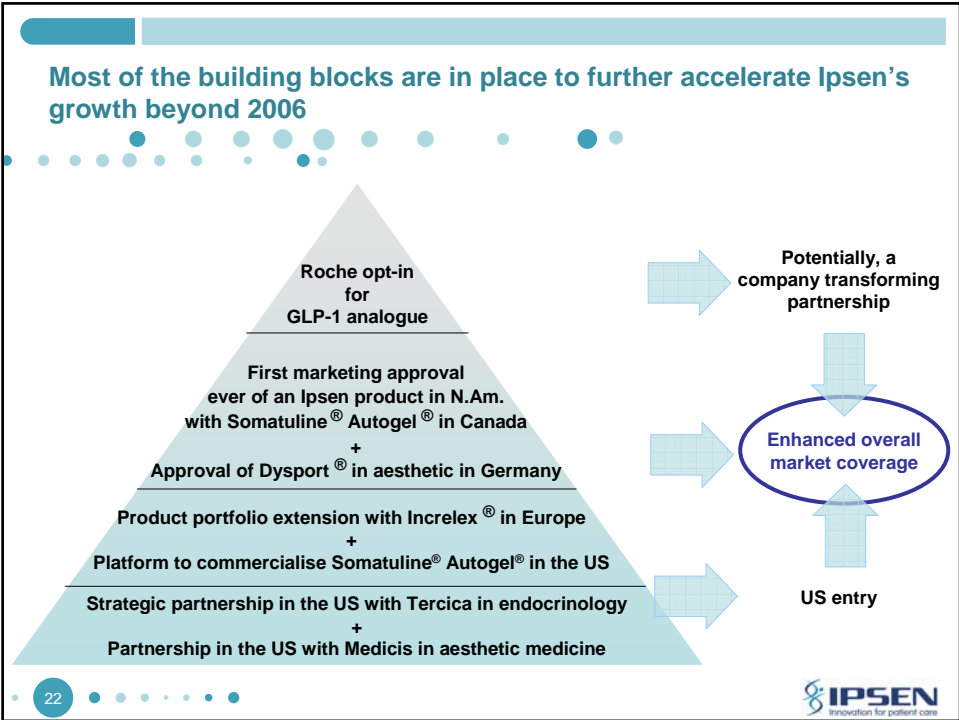 Most of the building blocks are in place to further accelerate Ipsen's
growth beyond 2006
Roche opt-in
for
GLP-1 analogue
First marketing approval
ever of an Ipsen product in N.Am.
with Somatuline ® Autogel ® in Canada
+
Approval of Dysport ® in aesthetic in Germany
Product portfolio extension with Increlex ® in Europe
+
Platform to commercialise Somatuline® Autogel® in the US
Strategic partnership in the US with Tercica in endocrinology
+
Partnership in the US with Medicis in aesthetic medicine
Potentially, a
company transforming
partnership
Enhanced overall
market coverage
US entry
22
IPSEN
Innovation for patient care